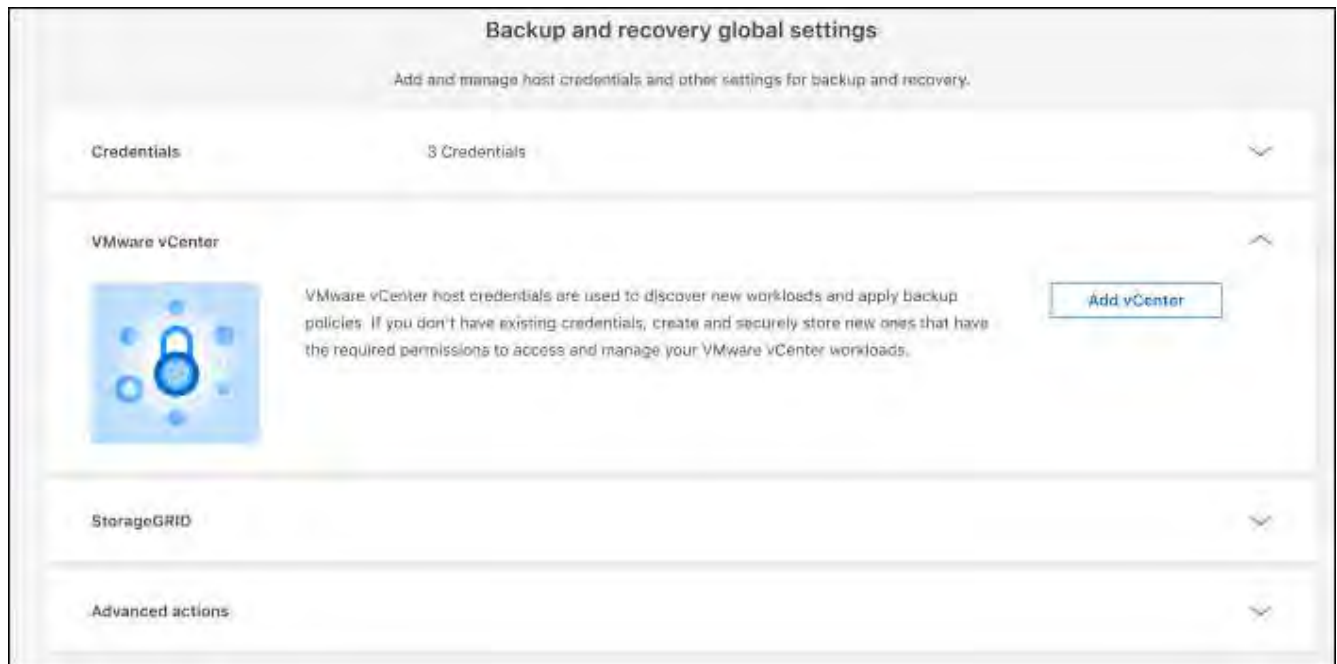 Backup and recovery global settings
Add and manage host credentials and other settings for backup and recovery.
Credentials
3 Credentials
VMware vCenter
VMware vCenter host credentials are used to discover new workloads and apply backup
policies. If you don't have existing credentials, create and securely store new ones that have
the required permissions to access and manage your VMware vCenter workloads.
Add vCenter
StorageGRID
Advanced actions